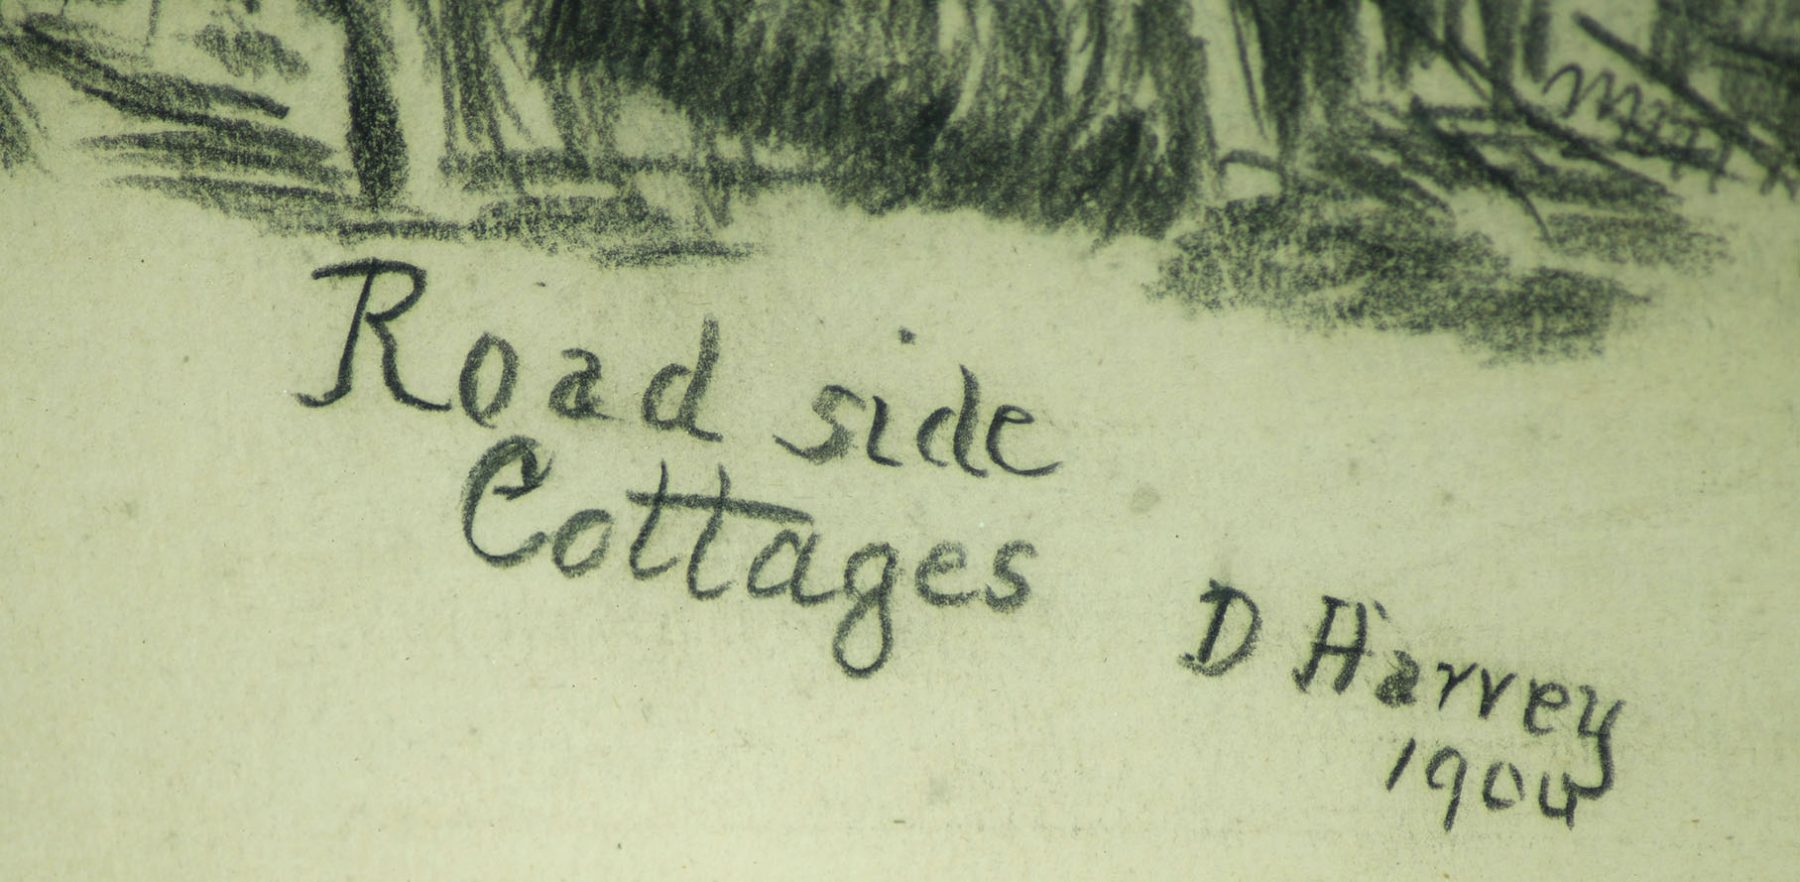 Road side
Cottages
D Harvey
1904